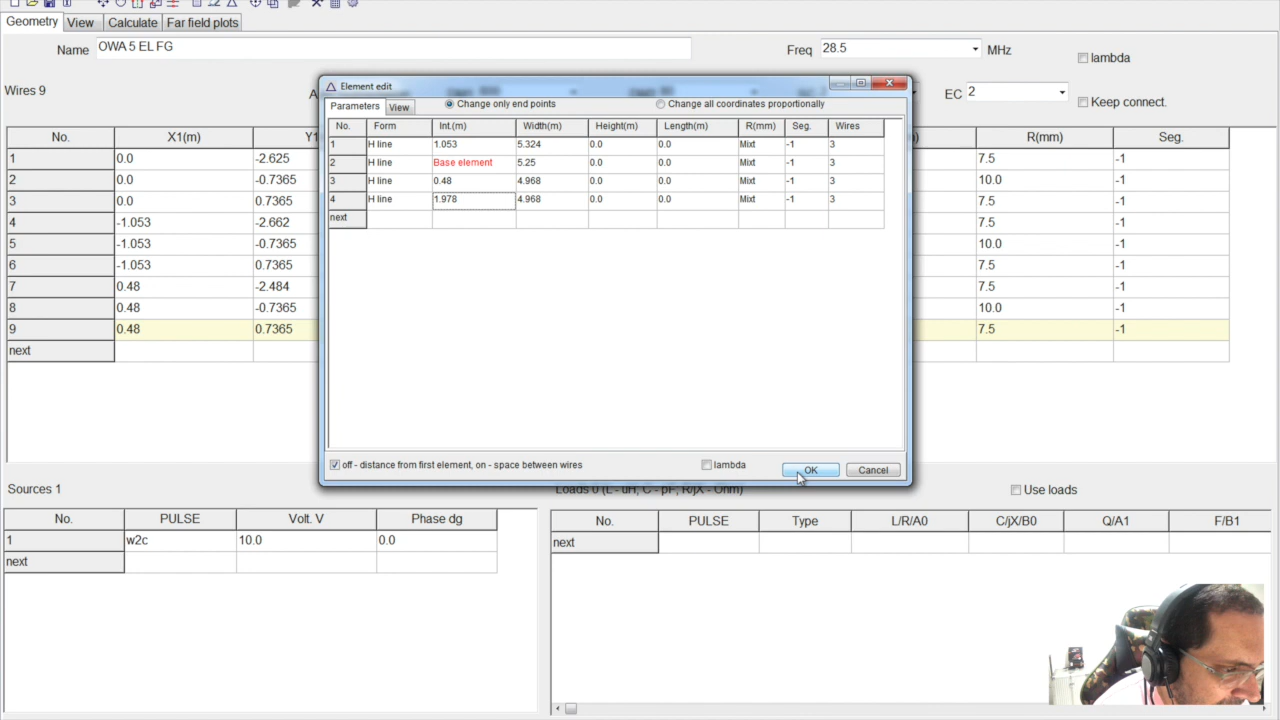 Geometry View Calculate Far field plots
Name OWA 5 EL FG Freq 28.5 MHz lambda
Wires 9 EC 2 Keep connect.
No. X1(m) R(mm) Seg.
1 0.0 -2.625 7.5 -1
2 0.0 -0.7365 10.0 -1
3 0.0 0.7365 7.5 -1
4 -1.053 -2.662 7.5 -1
5 -1.053 -0.7365 10.0 -1
6 -1.053 0.7365 7.5 -1
7 0.48 -2.484 7.5 -1
8 0.48 -0.7365 10.0 -1
9 0.48 0.7365 7.5 -1
next
Element edit
Parameters View Change only end points Change all coordinates proportionally
No. Form Int.(m) Width(m) Height(m) Length(m) R(mm) Seg. Wires
1 H line 1.053 5.324 0.0 0.0 Mixt -1 3
2 H line Base element 5.25 0.0 0.0 Mixt -1 3
3 H line 0.48 4.968 0.0 0.0 Mixt -1 3
4 H line 1.978 4.968 0.0 0.0 Mixt -1 3
next
off - distance from first element, on - space between wires lambda OK Cancel
Sources 1 Loads 0 (L - uH, C - pF, R/jX - Ohm) Use loads
No. PULSE Volt. V Phase dg
1 w2c 10.0 0.0
next
No. PULSE Type L/R/A0 C/jX/B0 Q/A1 F/B1
next